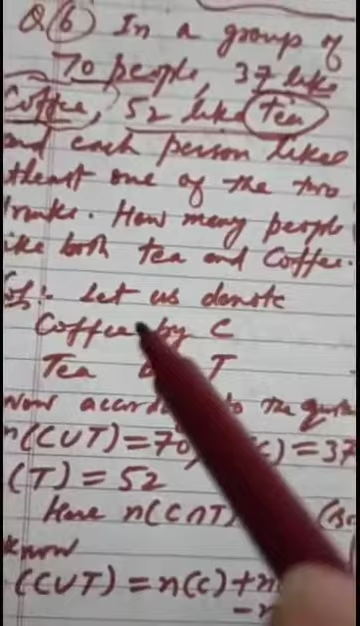 Q(6) In a group of
70 people, 37 like
Coffee, 52 like Tea
and each person likes
atleast one of the two
drinks. How many people
like both tea and Coffee.
Sol:- Let us denote
Coffee by C
Tea T
Now according to the
n(CUT)=70, = 37
(T) = 52
Here n(C∩T)
know
(CUT) = n(C)+n